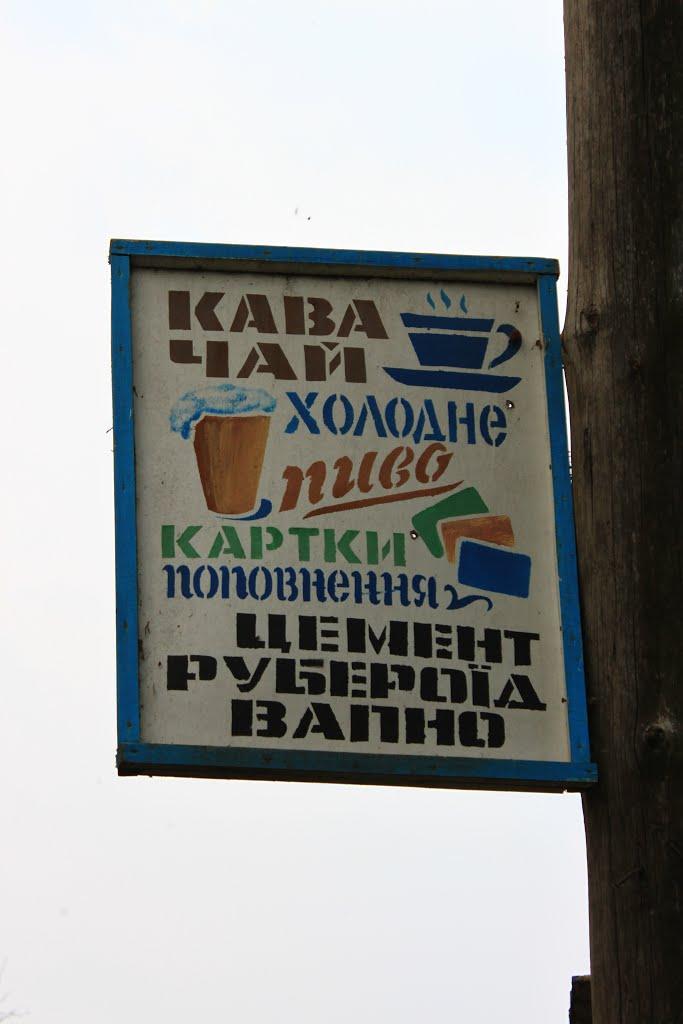 КАВА
ЧАЙ
ХОЛОДНЕ
пиво
КАРТКИ
ПОПОВНЕННЯ
ЦЕМЕНТ
РУБЕРОЇД
ВАПНО